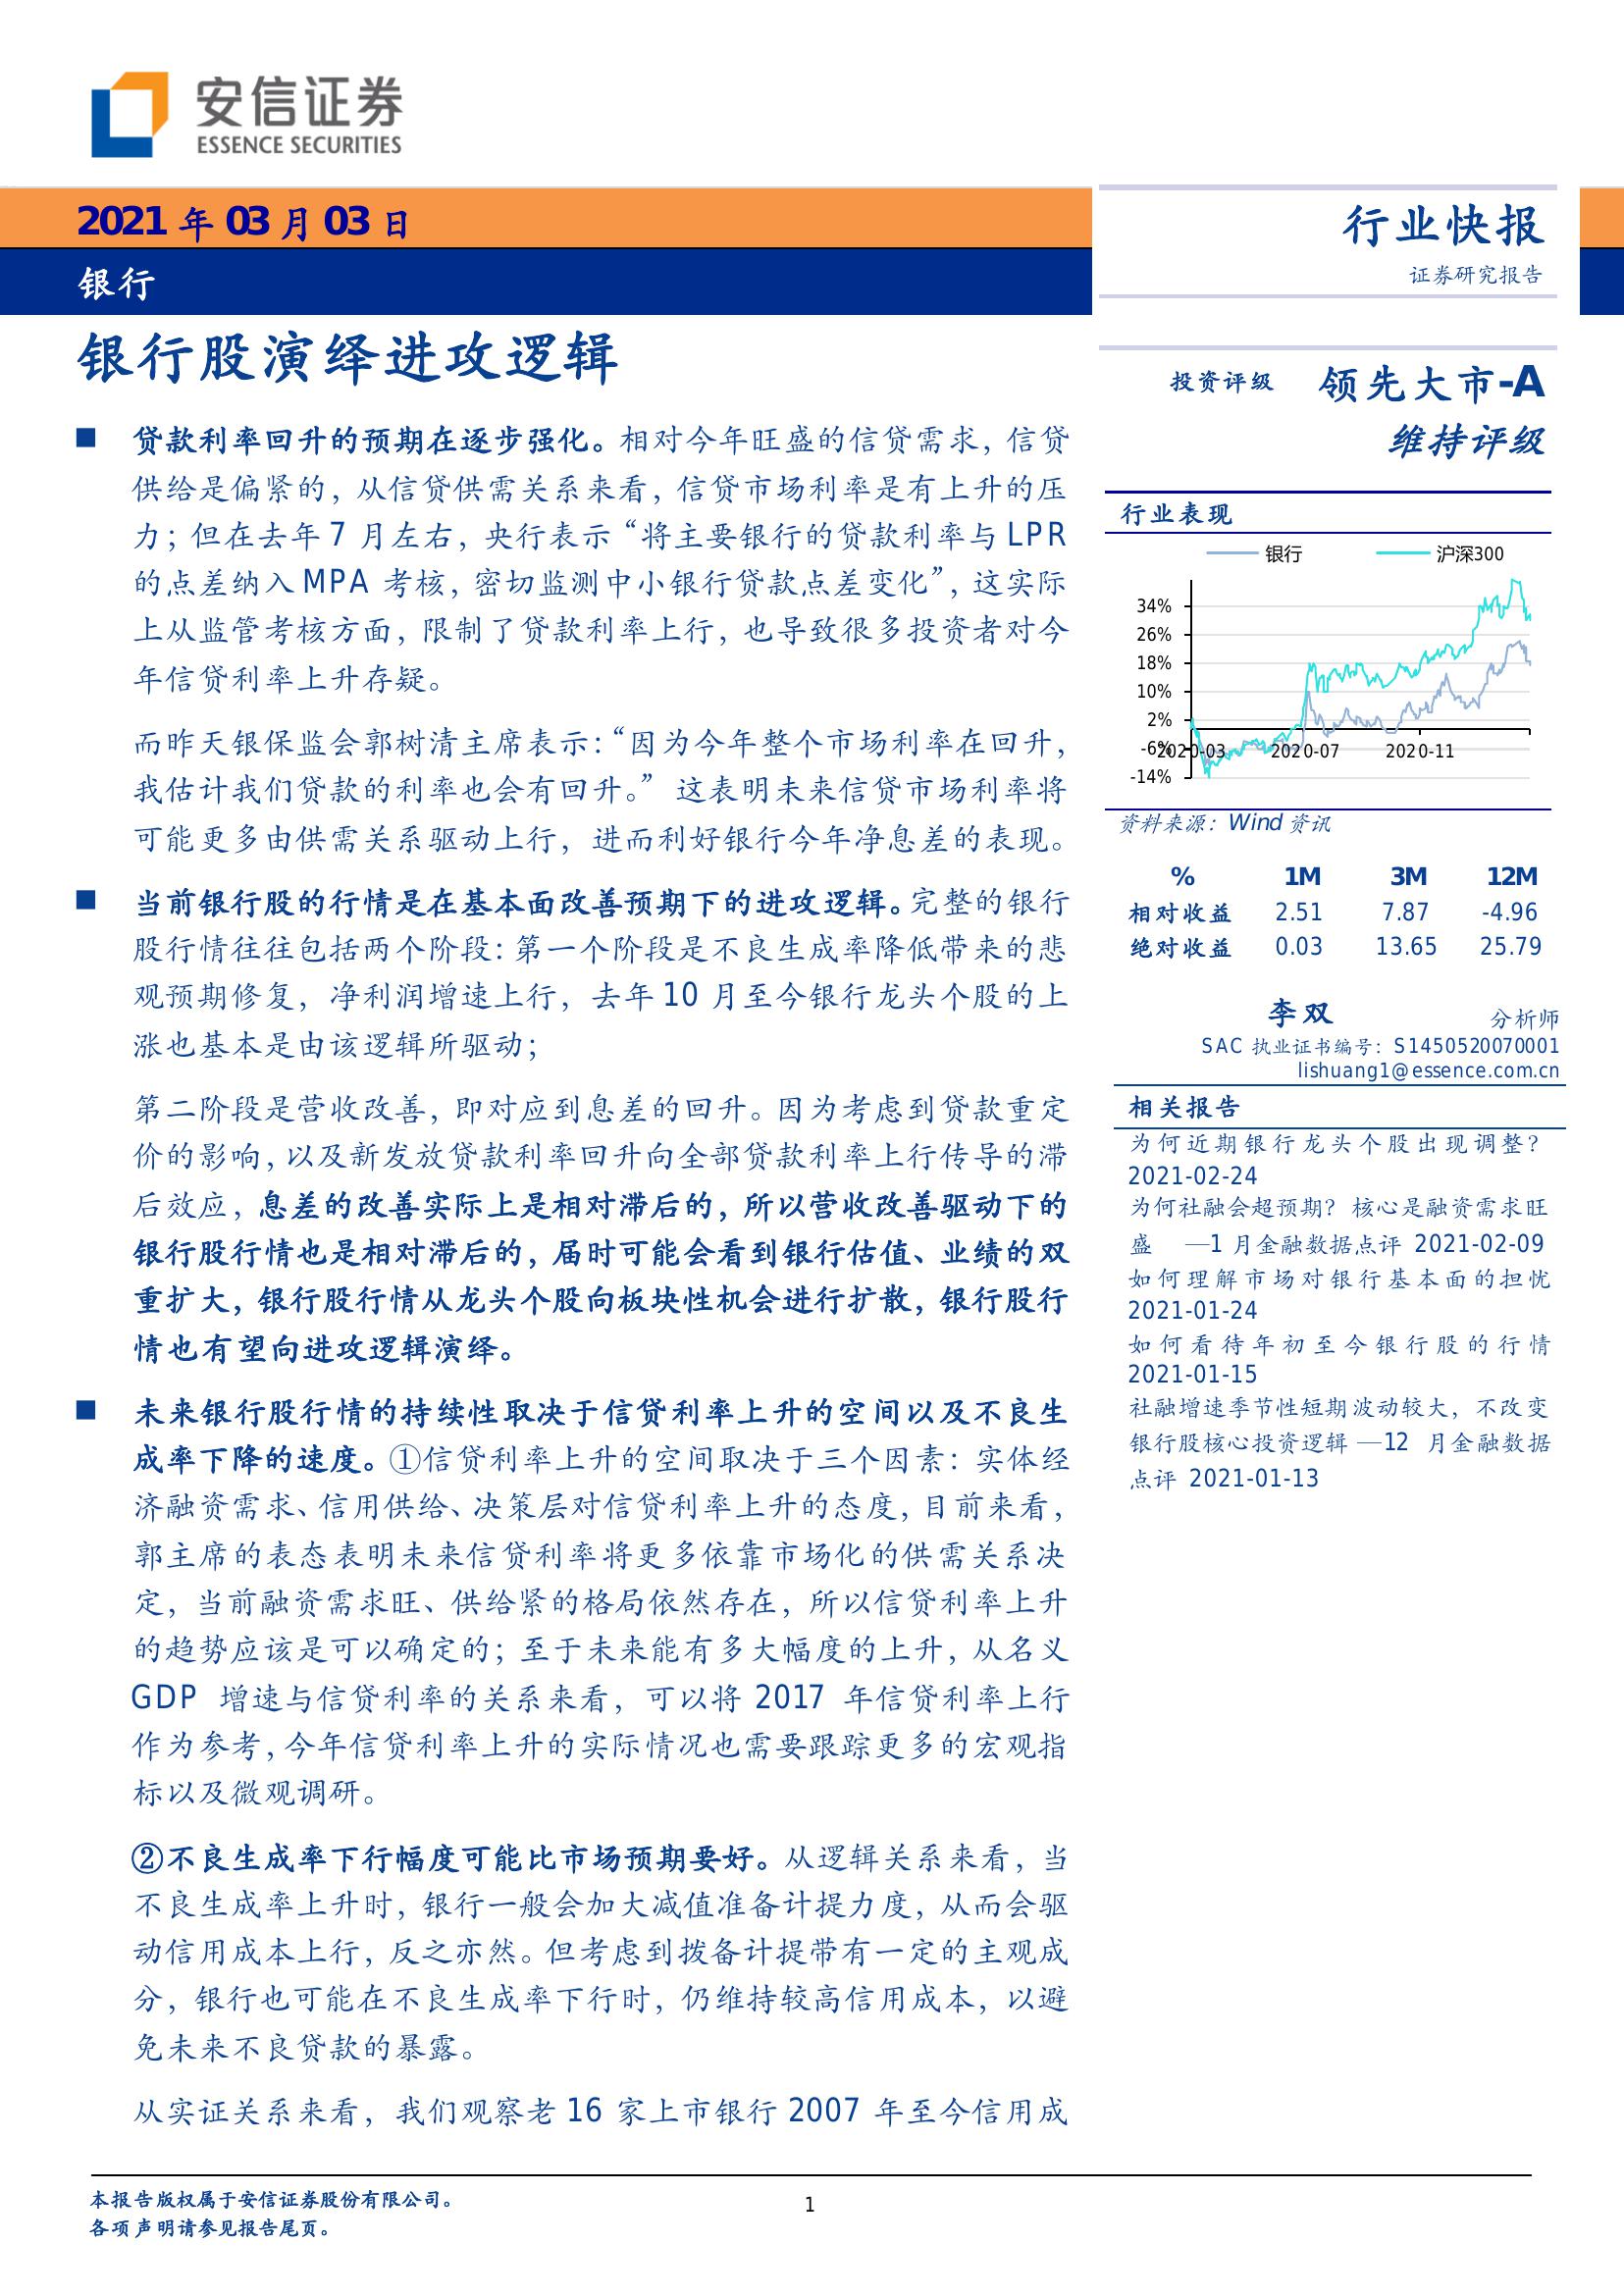 安信证券
ESSENCE SECURITIES
2021 年 03 月 03 日
银行
行业快报
证券研究报告
银行股演绎进攻逻辑
■ 贷款利率回升的预期在逐步强化。相对今年旺盛的信贷需求，信贷
供给是偏紧的，从信贷供需关系来看，信贷市场利率是有上升的压
力；但在去年 7 月左右，央行表示“将主要银行的贷款利率与 LPR
的点差纳入 MPA 考核，密切监测中小银行贷款点差变化”，这实际
上从监管考核方面，限制了贷款利率上行，也导致很多投资者对今
年信贷利率上升存疑。
而昨天银保监会郭树清主席表示：“因为今年整个市场利率在回升，
我估计我们贷款的利率也会有回升。” 这表明未来信贷市场利率将
可能更多由供需关系驱动上行，进而利好银行今年净息差的表现。
■ 当前银行股的行情是在基本面改善预期下的进攻逻辑。完整的银行
股行情往往包括两个阶段：第一个阶段是不良生成率降低带来的悲
观预期修复，净利润增速上行，去年 10 月至今银行龙头个股的上
涨也基本是由该逻辑所驱动；
第二阶段是营收改善，即对应到息差的回升。因为考虑到贷款重定
价的影响，以及新发放贷款利率回升向全部贷款利率上行传导的滞
后效应，息差的改善实际上是相对滞后的，所以营收改善驱动下的
银行股行情也是相对滞后的，届时可能会看到银行估值、业绩的双
重扩大，银行股行情从龙头个股向板块性机会进行扩散，银行股行
情也有望向进攻逻辑演绎。
■ 未来银行股行情的持续性取决于信贷利率上升的空间以及不良生
成率下降的速度。①信贷利率上升的空间取决于三个因素：实体经
济融资需求、信用供给、决策层对信贷利率上升的态度，目前来看，
郭主席的表态表明未来信贷利率将更多依靠市场化的供需关系决
定，当前融资需求旺、供给紧的格局依然存在，所以信贷利率上升
的趋势应该是可以确定的；至于未来能有多大幅度的上升，从名义
GDP 增速与信贷利率的关系来看，可以将 2017 年信贷利率上行
作为参考，今年信贷利率上升的实际情况也需要跟踪更多的宏观指
标以及微观调研。
②不良生成率下行幅度可能比市场预期要好。从逻辑关系来看，当
不良生成率上升时，银行一般会加大减值准备计提力度，从而会驱
动信用成本上行，反之亦然。但考虑到拨备计提带有一定的主观成
分，银行也可能在不良生成率下行时，仍维持较高信用成本，以避
免未来不良贷款的暴露。
从实证关系来看，我们观察老 16 家上市银行 2007 年至今信用成
投资评级 领先大市-A
维持评级
行业表现
银行 沪深300
34%
26%
18%
10%
2%
-6%
-14%
2020-03 2020-07 2020-11
资料来源：Wind 资讯
% 1M 3M 12M
相对收益 2.51 7.87 -4.96
绝对收益 0.03 13.65 25.79
李双 分析师
SAC 执业证书编号：S1450520070001
lishuang1@essence.com.cn
相关报告
为何近期银行龙头个股出现调整？
2021-02-24
为何社融会超预期？核心是融资需求旺
盛 —1 月金融数据点评 2021-02-09
如何理解市场对银行基本面的担忧
2021-01-24
如何看待年初至今银行股的行情
2021-01-15
社融增速季节性短期波动较大，不改变
银行股核心投资逻辑 —12 月金融数据
点评 2021-01-13
本报告版权属于安信证券股份有限公司。
各项声明请参见报告尾页。
1